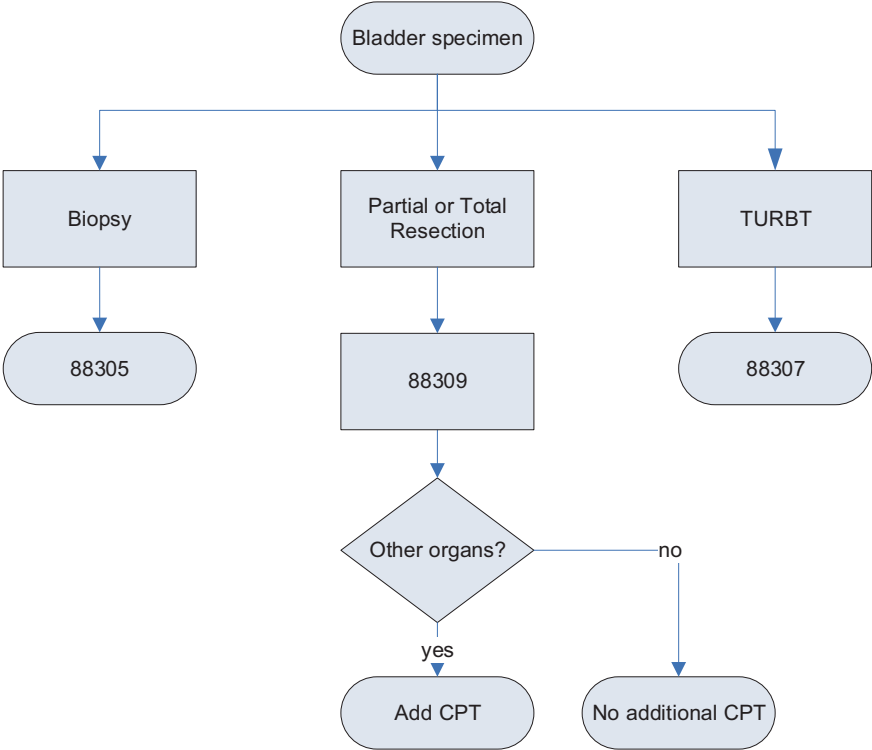 Bladder specimen
Biopsy
Partial or Total
Resection
TURBT
88305
88309
88307
Other organs?
no
yes
Add CPT
No additional CPT